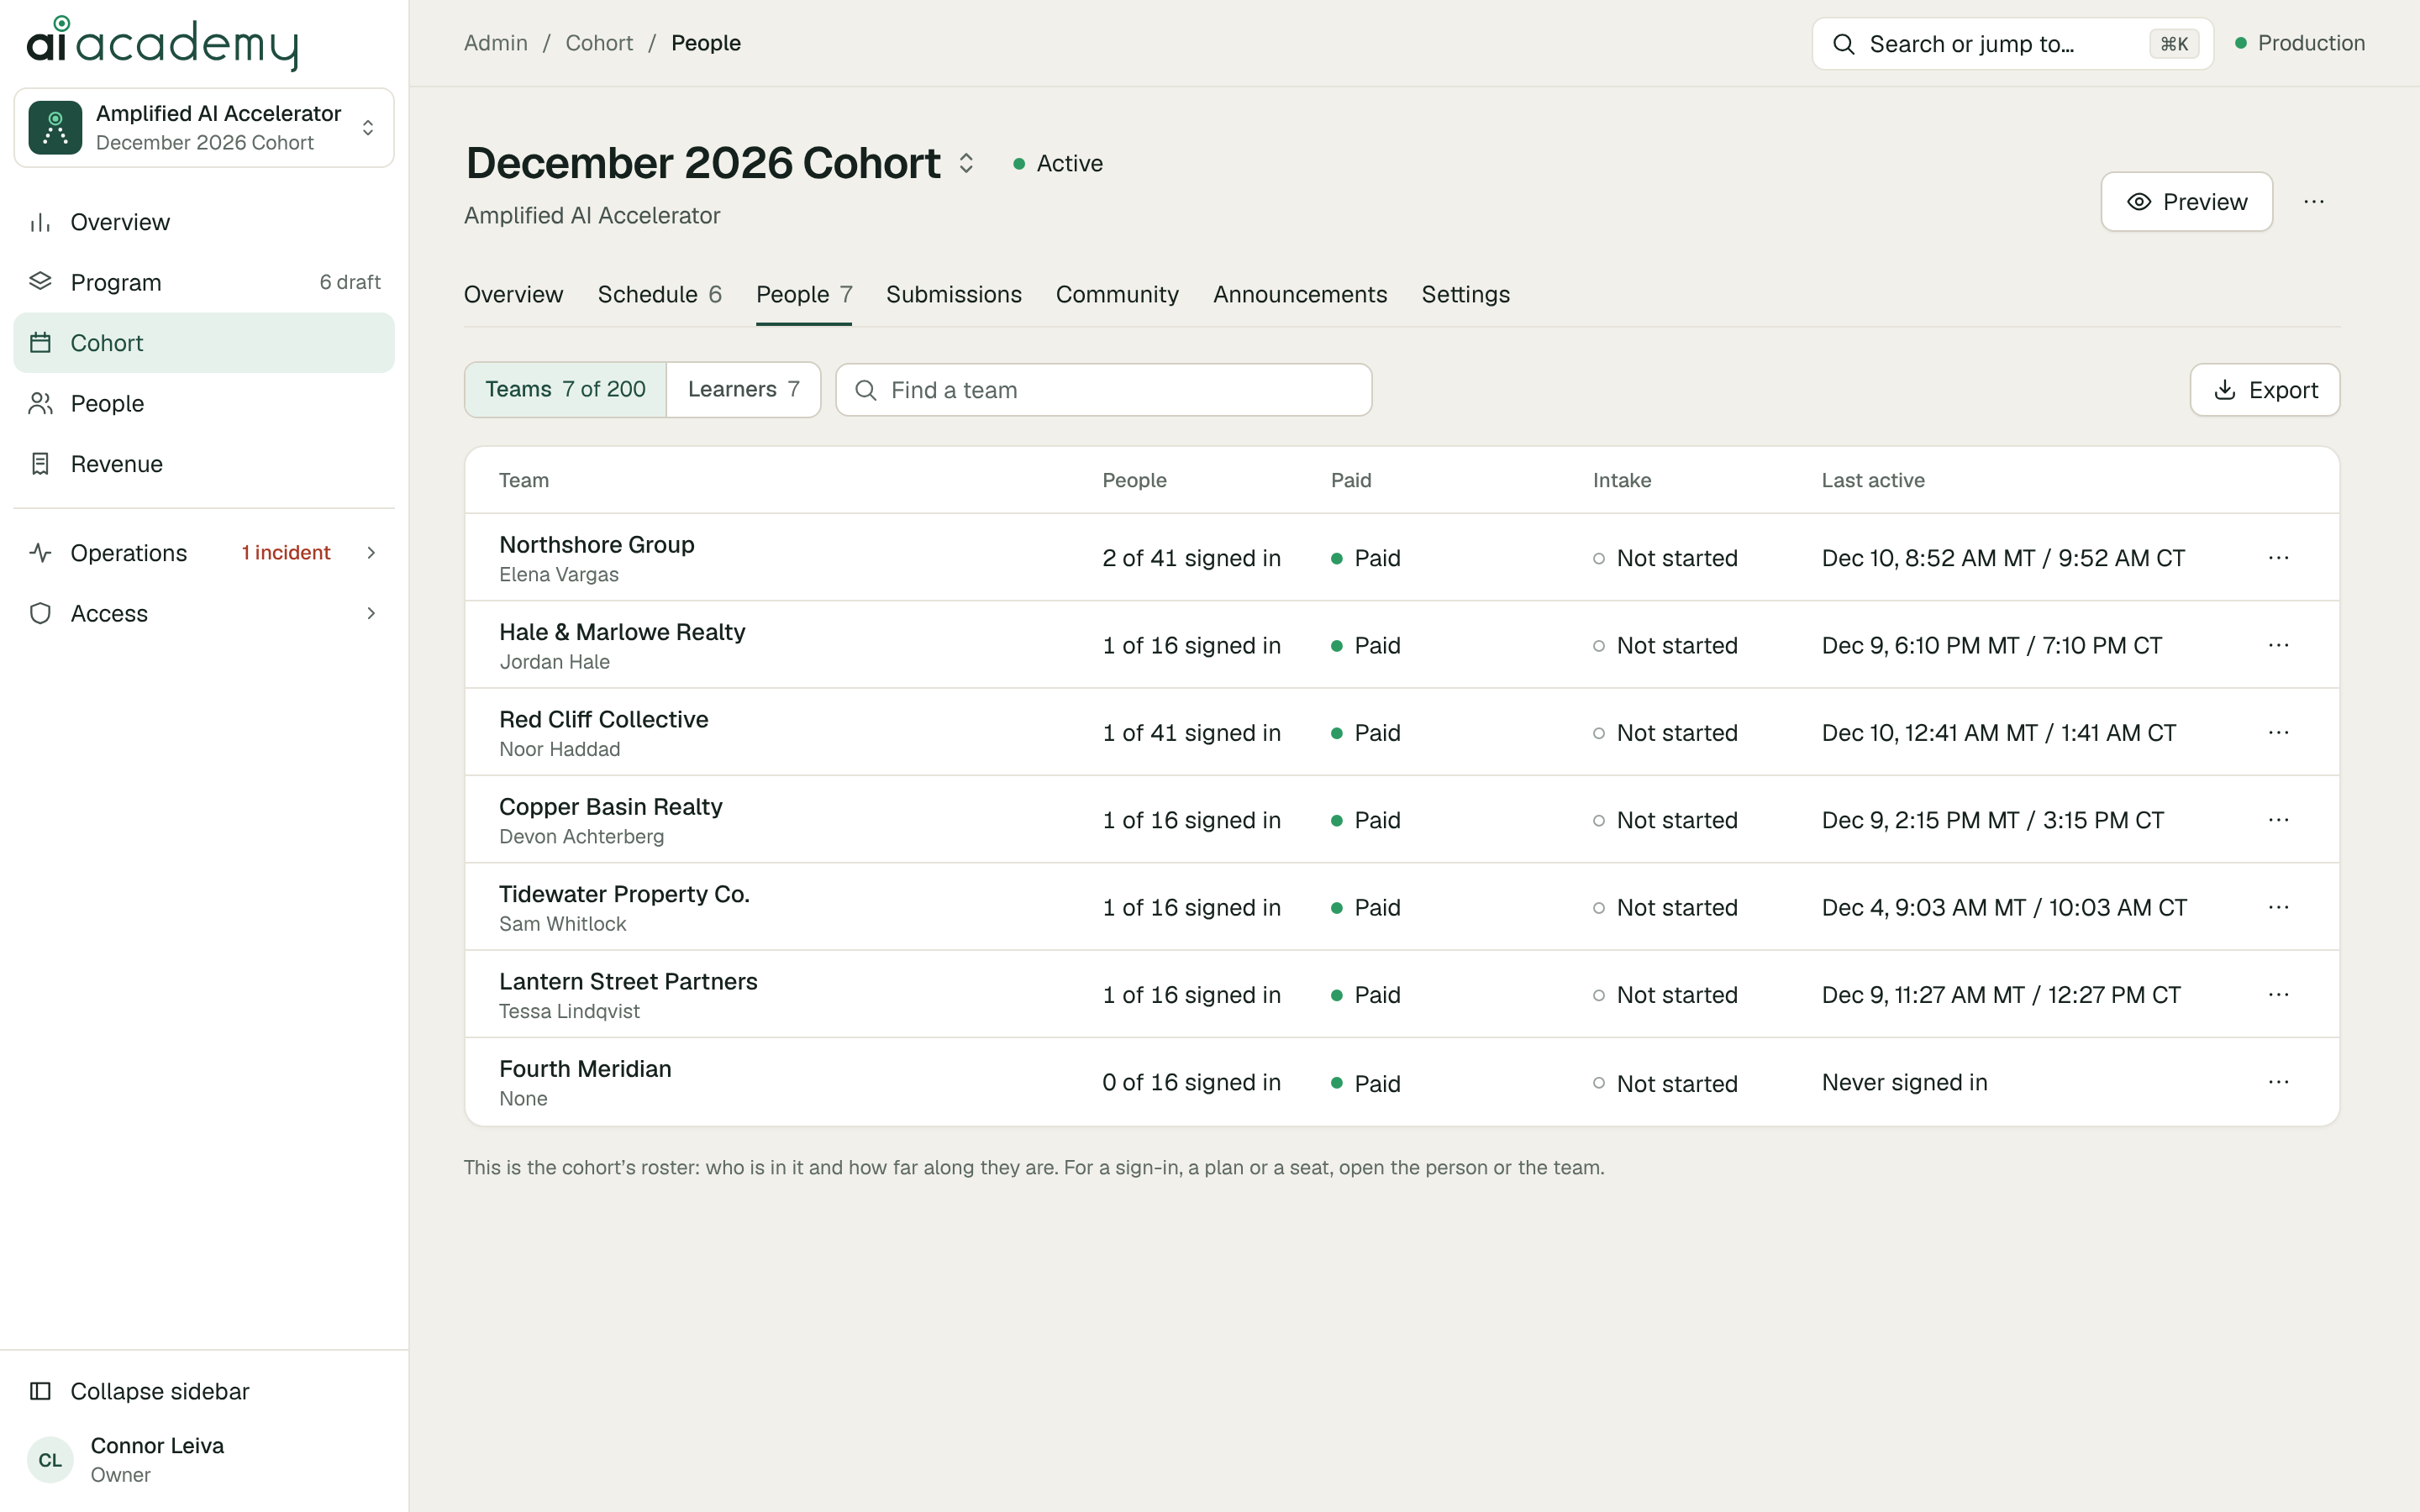 ai academy
Amplified AI Accelerator
December 2026 Cohort
Overview
Program 6 draft
Cohort
People
Revenue
Operations 1 incident
Access
Collapse sidebar
CL
Connor Leiva
Owner
Admin / Cohort / People
Search or jump to… ⌘K
Production
December 2026 Cohort
Active
Amplified AI Accelerator
Preview
Overview Schedule 6 People 7 Submissions Community Announcements Settings
Teams 7 of 200 Learners 7
Find a team
Export
Team People Paid Intake Last active
Northshore Group
Elena Vargas
2 of 41 signed in Paid Not started Dec 10, 8:52 AM MT / 9:52 AM CT
Hale & Marlowe Realty
Jordan Hale
1 of 16 signed in Paid Not started Dec 9, 6:10 PM MT / 7:10 PM CT
Red Cliff Collective
Noor Haddad
1 of 41 signed in Paid Not started Dec 10, 12:41 AM MT / 1:41 AM CT
Copper Basin Realty
Devon Achterberg
1 of 16 signed in Paid Not started Dec 9, 2:15 PM MT / 3:15 PM CT
Tidewater Property Co.
Sam Whitlock
1 of 16 signed in Paid Not started Dec 4, 9:03 AM MT / 10:03 AM CT
Lantern Street Partners
Tessa Lindqvist
1 of 16 signed in Paid Not started Dec 9, 11:27 AM MT / 12:27 PM CT
Fourth Meridian
None
0 of 16 signed in Paid Not started Never signed in
This is the cohort’s roster: who is in it and how far along they are. For a sign-in, a plan or a seat, open the person or the team.